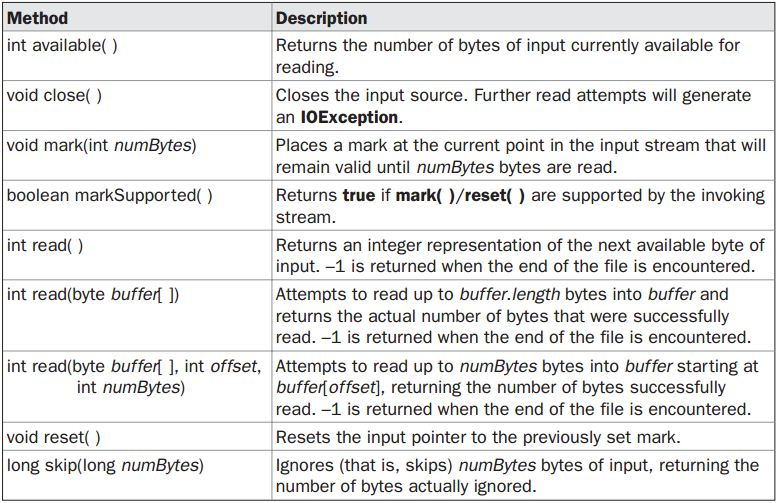 Method Description
int available( ) Returns the number of bytes of input currently available for
reading.
void close( ) Closes the input source. Further read attempts will generate
an IOException.
void mark(int numBytes) Places a mark at the current point in the input stream that will
remain valid until numBytes bytes are read.
boolean markSupported( ) Returns true if mark( )/reset( ) are supported by the invoking
stream.
int read( ) Returns an integer representation of the next available byte of
input. –1 is returned when the end of the file is encountered.
int read(byte buffer[ ]) Attempts to read up to buffer.length bytes into buffer and
returns the actual number of bytes that were successfully
read. –1 is returned when the end of the file is encountered.
int read(byte buffer[ ], int offset, Attempts to read up to numBytes bytes into buffer starting at
int numBytes) buffer[offset], returning the number of bytes successfully
read. –1 is returned when the end of the file is encountered.
void reset( ) Resets the input pointer to the previously set mark.
long skip(long numBytes) Ignores (that is, skips) numBytes bytes of input, returning the
number of bytes actually ignored.